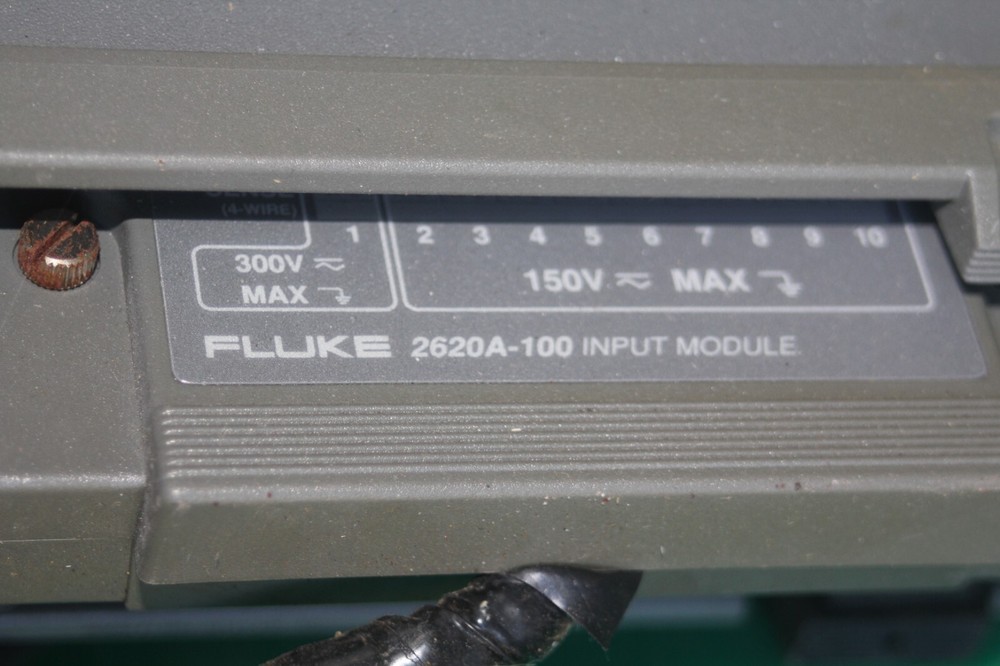 (4-WIRE)
1 2 3 4 5 6 7 8 9 10
300V
MAX
150V MAX
FLUKE 2620A-100 INPUT MODULE